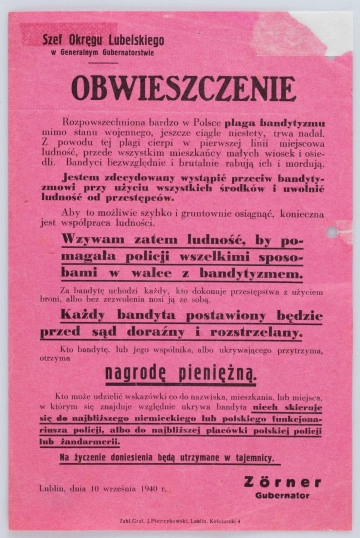 Szef Okręgu Lubelskiego
w Generalnym Gubernatorstwie
OBWIESZCZENIE
Rozpowszechniona bardzo w Polsce plaga bandytyzmu
mimo stanu wojennego, jeszcze ciągle niestety, trwa nadal.
Z powodu tej plagi cierpi w pierwszej linii miejscowa
ludność, przede wszystkim mieszkańcy małych wiosek i osie-
dli. Bandyci bezwzględnie i brutalnie rabują ich i mordują.
Jestem zdecydowany wystąpić przeciw bandyty-
zmowi przy użyciu wszystkich środków i uwolnić
ludność od przestępców.
Aby to możliwie szybko i gruntownie osiągnąć, konieczna
jest współpraca ludności.
Wzywam zatem ludność, by po-
magała policji wszelkimi sposo-
bami w walce z bandytyzmem.
Za bandytę uchodzi każdy, kto dokonuje przestępstwa z użyciem
broni, albo bez zezwolenia nosi ją ze sobą.
Każdy bandyta postawiony będzie
przed sąd doraźny i rozstrzelany.
Kto bandytę, lub jego wspólnika, albo ukrywającego przytrzyma,
otrzyma
nagrodę pieniężną.
Kto może udzielić wskazówki co do nazwiska, mieszkania, lub miejsca,
w którym się znajduje względnie ukrywa bandyta niech skieruje
się do najbliższego niemieckiego lub polskiego funkcjona-
riusza policji, albo do najbliższej placówki polskiej policji
lub żandarmerii.
Na życzenie doniesienia będą utrzymane w tajemnicy.
Lublin, dnia 10 września 1940 r.
Zörner
Gubernator
Zakł. Graf. J. Pietrzykowski, Lublin, Kościuszki 4